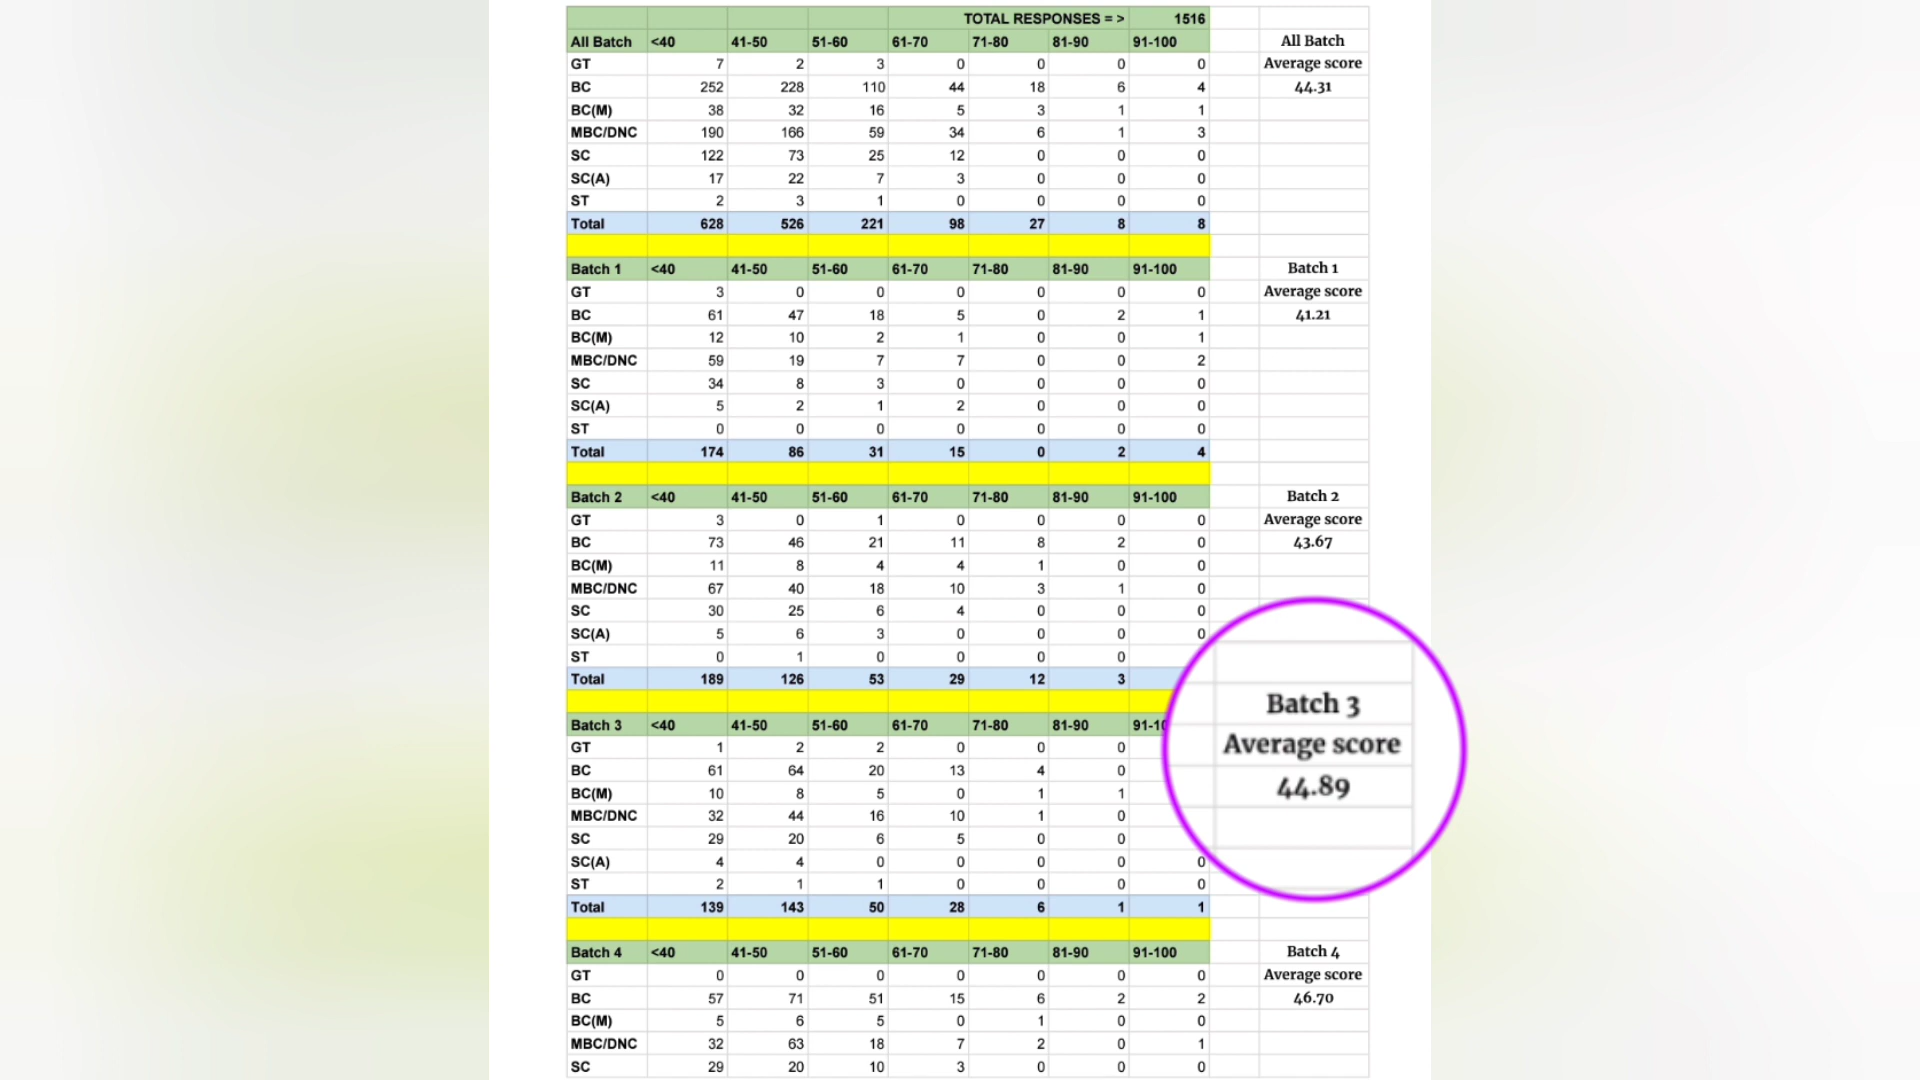 TOTAL RESPONSES = > 1516
All Batch <40 41-50 51-60 61-70 71-80 81-90 91-100 All Batch
GT 7 2 3 0 0 0 0 Average score
BC 252 228 110 44 18 6 4 44.31
BC(M) 38 32 16 5 3 1 1
MBC/DNC 190 166 59 34 6 1 3
SC 122 73 25 12 0 0 0
SC(A) 17 22 7 3 0 0 0
ST 2 3 1 0 0 0 0
Total 628 526 221 98 27 8 8
Batch 1 <40 41-50 51-60 61-70 71-80 81-90 91-100 Batch 1
GT 3 0 0 0 0 0 0 Average score
BC 61 47 18 5 0 2 1 41.21
BC(M) 12 10 2 1 0 0 1
MBC/DNC 59 19 7 7 0 0 2
SC 34 8 3 0 0 0 0
SC(A) 5 2 1 2 0 0 0
ST 0 0 0 0 0 0 0
Total 174 86 31 15 0 2 4
Batch 2 <40 41-50 51-60 61-70 71-80 81-90 91-100 Batch 2
GT 3 0 1 0 0 0 0 Average score
BC 73 46 21 11 8 2 0 43.67
BC(M) 11 8 4 4 1 0 0
MBC/DNC 67 40 18 10 3 1 0
SC 30 25 6 4 0 0 0
SC(A) 5 6 3 0 0 0 0
ST 0 1 0 0 0 0
Total 189 126 53 29 12 3
Batch 3 <40 41-50 51-60 61-70 71-80 81-90 91-10 Batch 3
GT 1 2 2 0 0 0 Average score
BC 61 64 20 13 4 0 44.89
BC(M) 10 8 5 0 1 1
MBC/DNC 32 44 16 10 1 0
SC 29 20 6 5 0 0
SC(A) 4 4 0 0 0 0 0
ST 2 1 1 0 0 0 0
Total 139 143 50 28 6 1 1
Batch 4 <40 41-50 51-60 61-70 71-80 81-90 91-100 Batch 4
GT 0 0 0 0 0 0 0 Average score
BC 57 71 51 15 6 2 2 46.70
BC(M) 5 6 5 0 1 0 0
MBC/DNC 32 63 18 7 2 0 1
SC 29 20 10 3 0 0 0